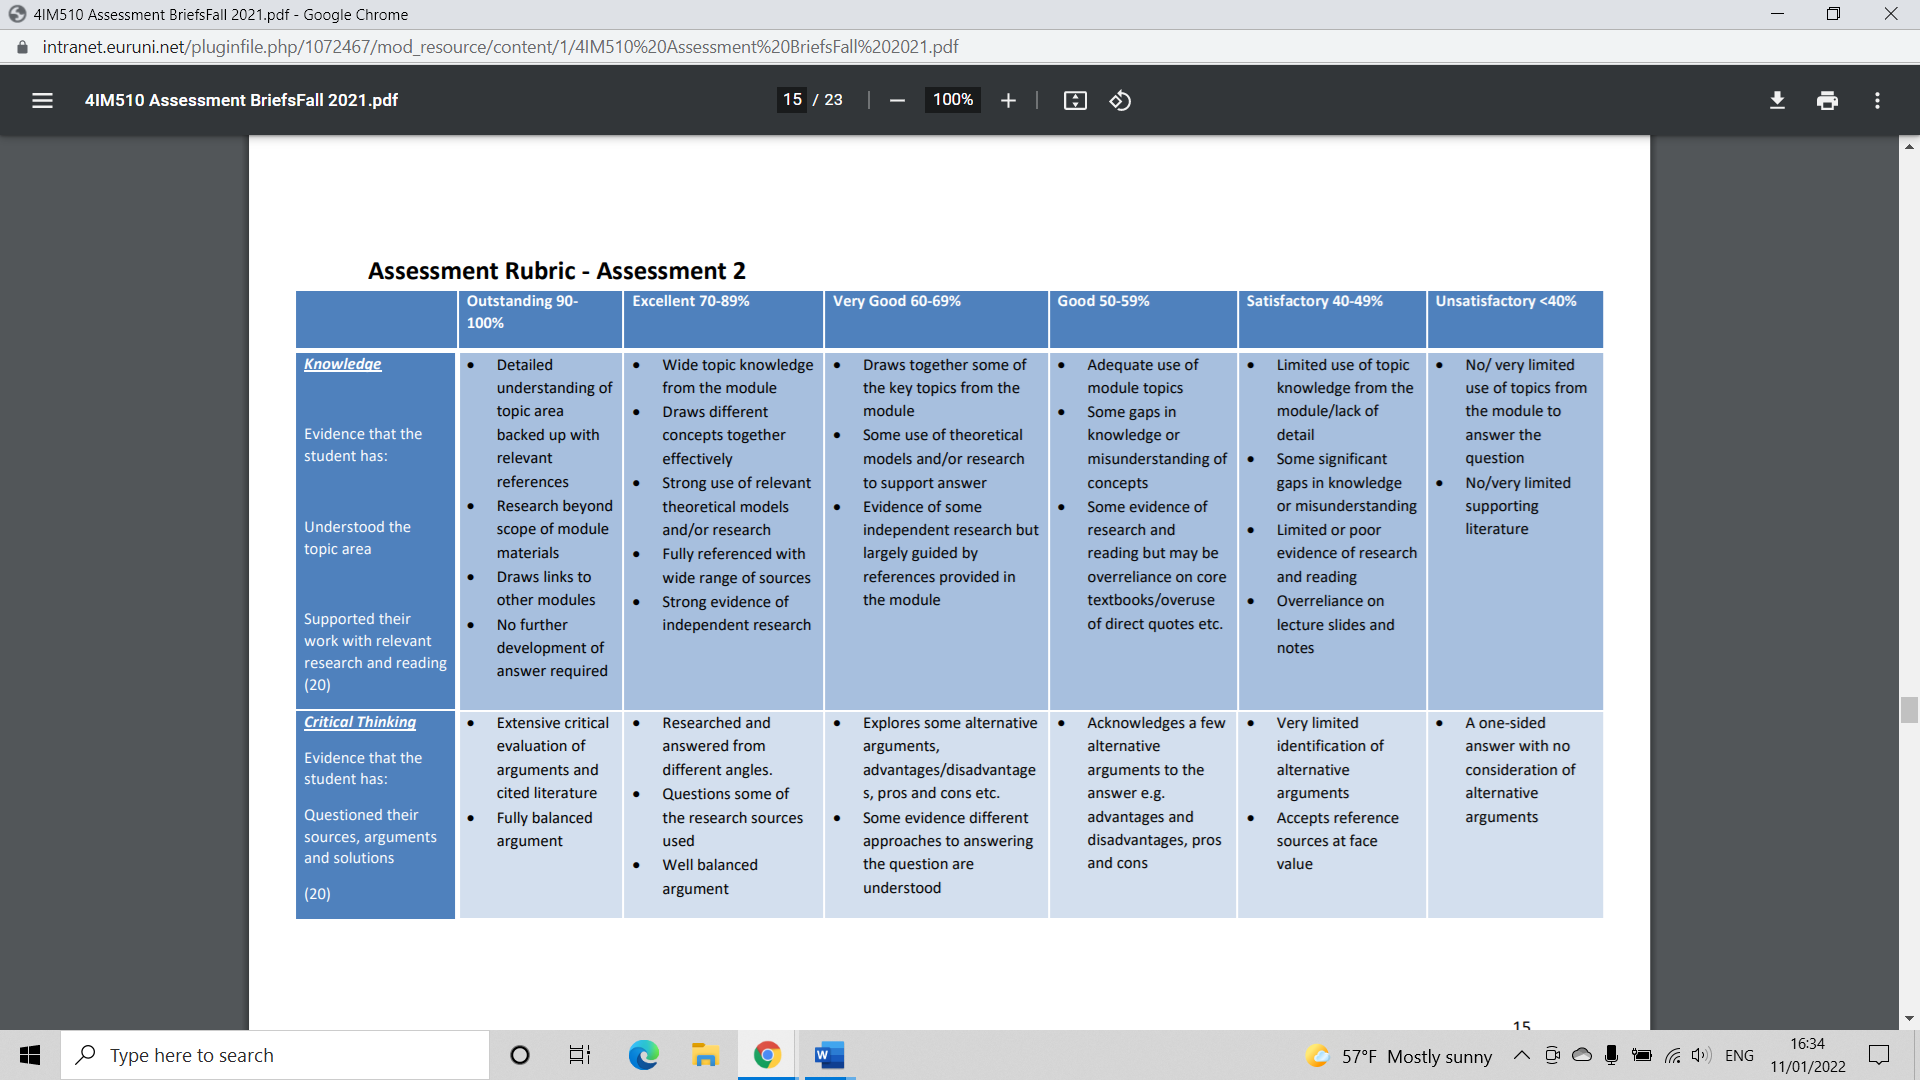 4IM510 Assessment BriefsFall 2021.pdf - Google Chrome
intranet.euruni.net/pluginfile.php/1072467/mod_resource/content/1/4IM510%20Assessment%20BriefsFall%202021.pdf
4IM510 Assessment BriefsFall 2021.pdf
15 / 23
100%
Assessment Rubric - Assessment 2
Outstanding 90-
100%
Excellent 70-89%
Very Good 60-69%
Good 50-59%
Satisfactory 40-49%
Unsatisfactory <40%
Knowledge
Evidence that the
student has:
Understood the
topic area
Supported their
work with relevant
research and reading
(20)
• Detailed
understanding of
topic area
backed up with
relevant
references
• Research beyond
scope of module
materials
• Draws links to
other modules
• No further
development of
answer required
• Wide topic knowledge
from the module
• Draws different
concepts together
effectively
• Strong use of relevant
theoretical models
and/or research
• Fully referenced with
wide range of sources
• Strong evidence of
independent research
• Draws together some of
the key topics from the
module
• Some use of theoretical
models and/or research
to support answer
• Evidence of some
independent research but
largely guided by
references provided in
the module
• Adequate use of
module topics
• Some gaps in
knowledge or
misunderstanding of
concepts
• Some evidence of
research and
reading but may be
overreliance on core
textbooks/overuse
of direct quotes etc.
• Limited use of topic
knowledge from the
module/lack of
detail
• Some significant
gaps in knowledge
or misunderstanding
• Limited or poor
evidence of research
and reading
• Overreliance on
lecture slides and
notes
• No/ very limited
use of topics from
the module to
answer the
question
• No/very limited
supporting
literature
Critical Thinking
Evidence that the
student has:
Questioned their
sources, arguments
and solutions
(20)
• Extensive critical
evaluation of
arguments and
cited literature
• Fully balanced
argument
• Researched and
answered from
different angles.
• Questions some of
the research sources
used
• Well balanced
argument
• Explores some alternative
arguments,
advantages/disadvantage
s, pros and cons etc.
• Some evidence different
approaches to answering
the question are
understood
• Acknowledges a few
alternative
arguments to the
answer e.g.
advantages and
disadvantages, pros
and cons
• Very limited
identification of
alternative
arguments
• Accepts reference
sources at face
value
• A one-sided
answer with no
consideration of
alternative
arguments
15
Type here to search
57°F Mostly sunny
ENG
16:34
11/01/2022